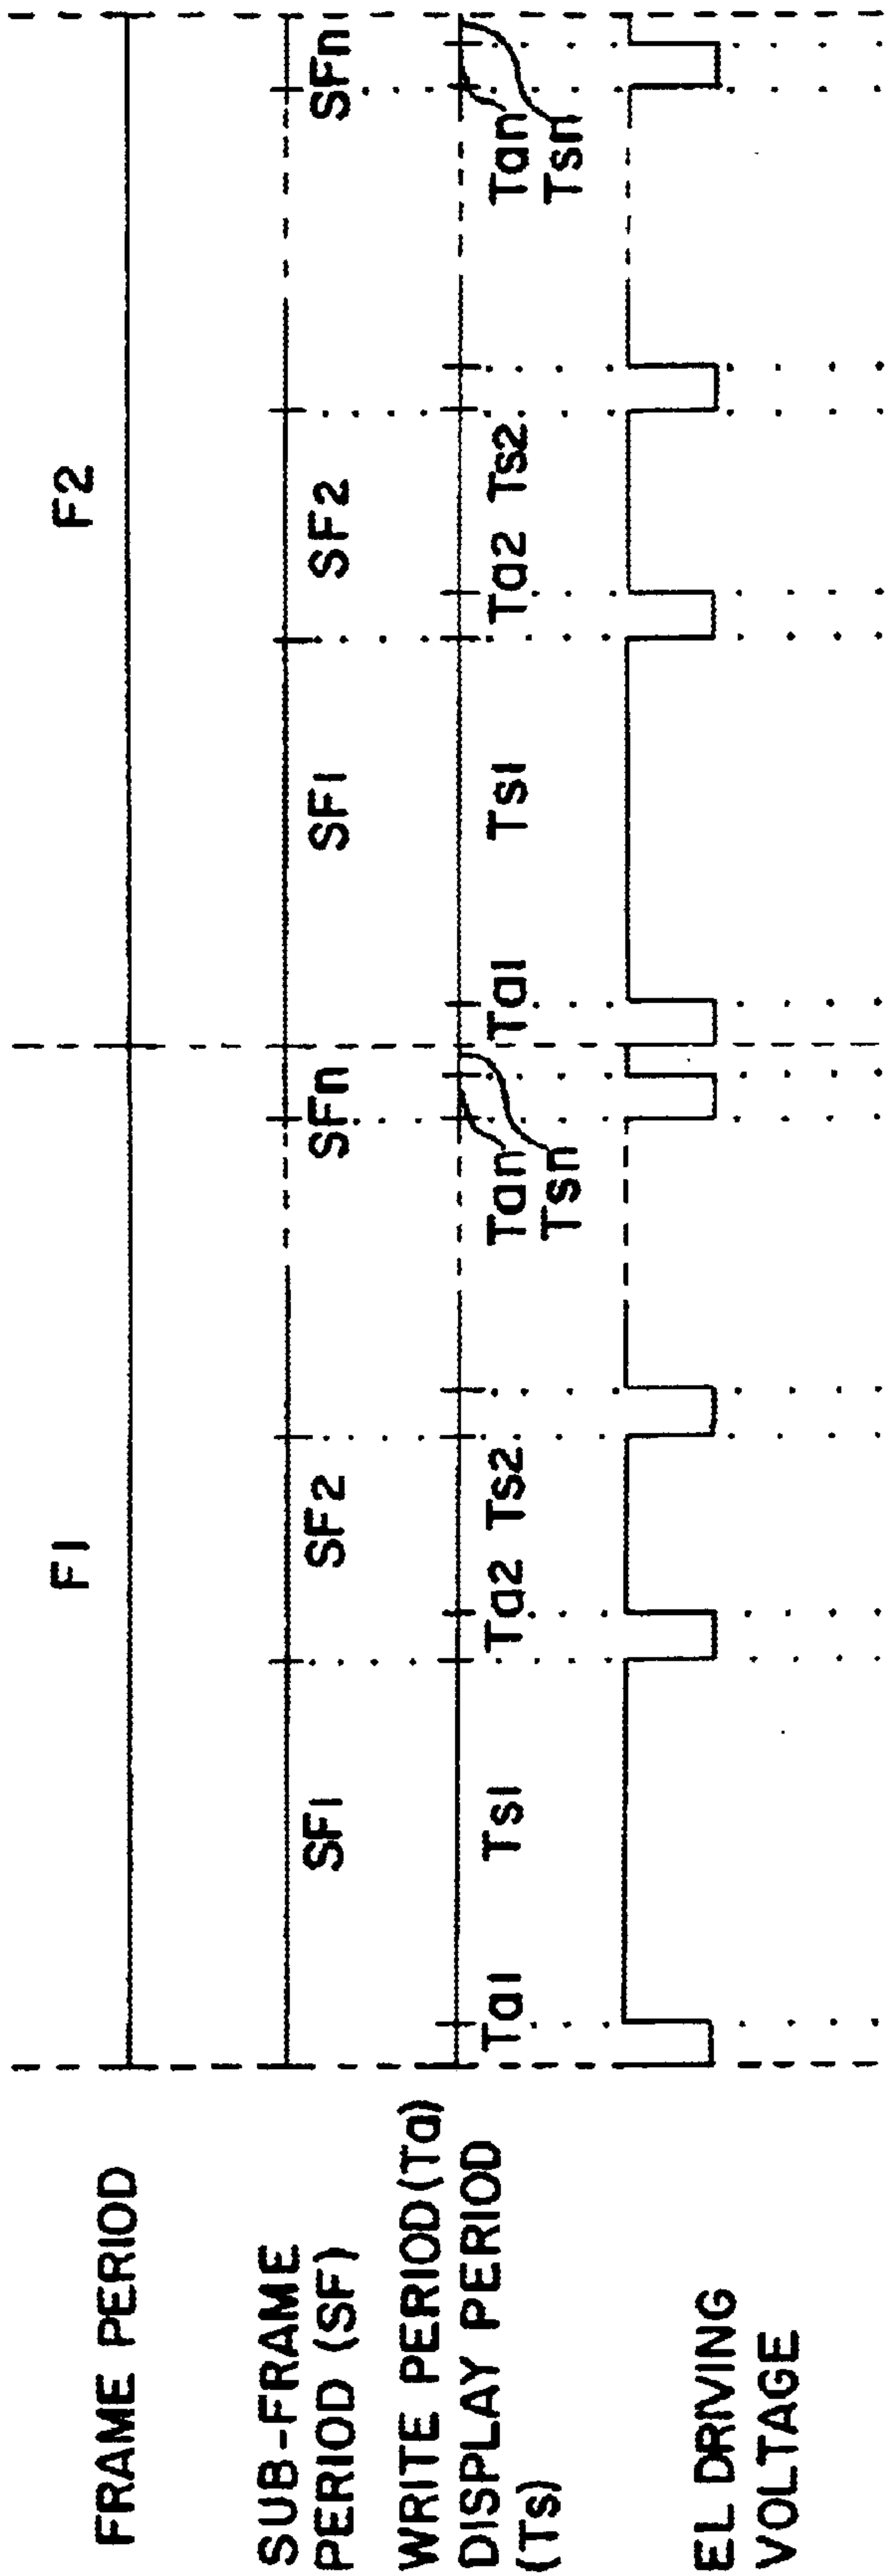 F1
F2
FRAME PERIOD
SF1
SF2
SFn
SF1
SF2
SFn
SUB-FRAME
PERIOD (SF)
Ta1
Ts1
Ta2
Ts2
Tan
Tsn
Ta1
Ts1
Ta2
Ts2
Tan
Tsn
WRITE PERIOD(Ta)
DISPLAY PERIOD
(Ts)
EL DRIVING
VOLTAGE